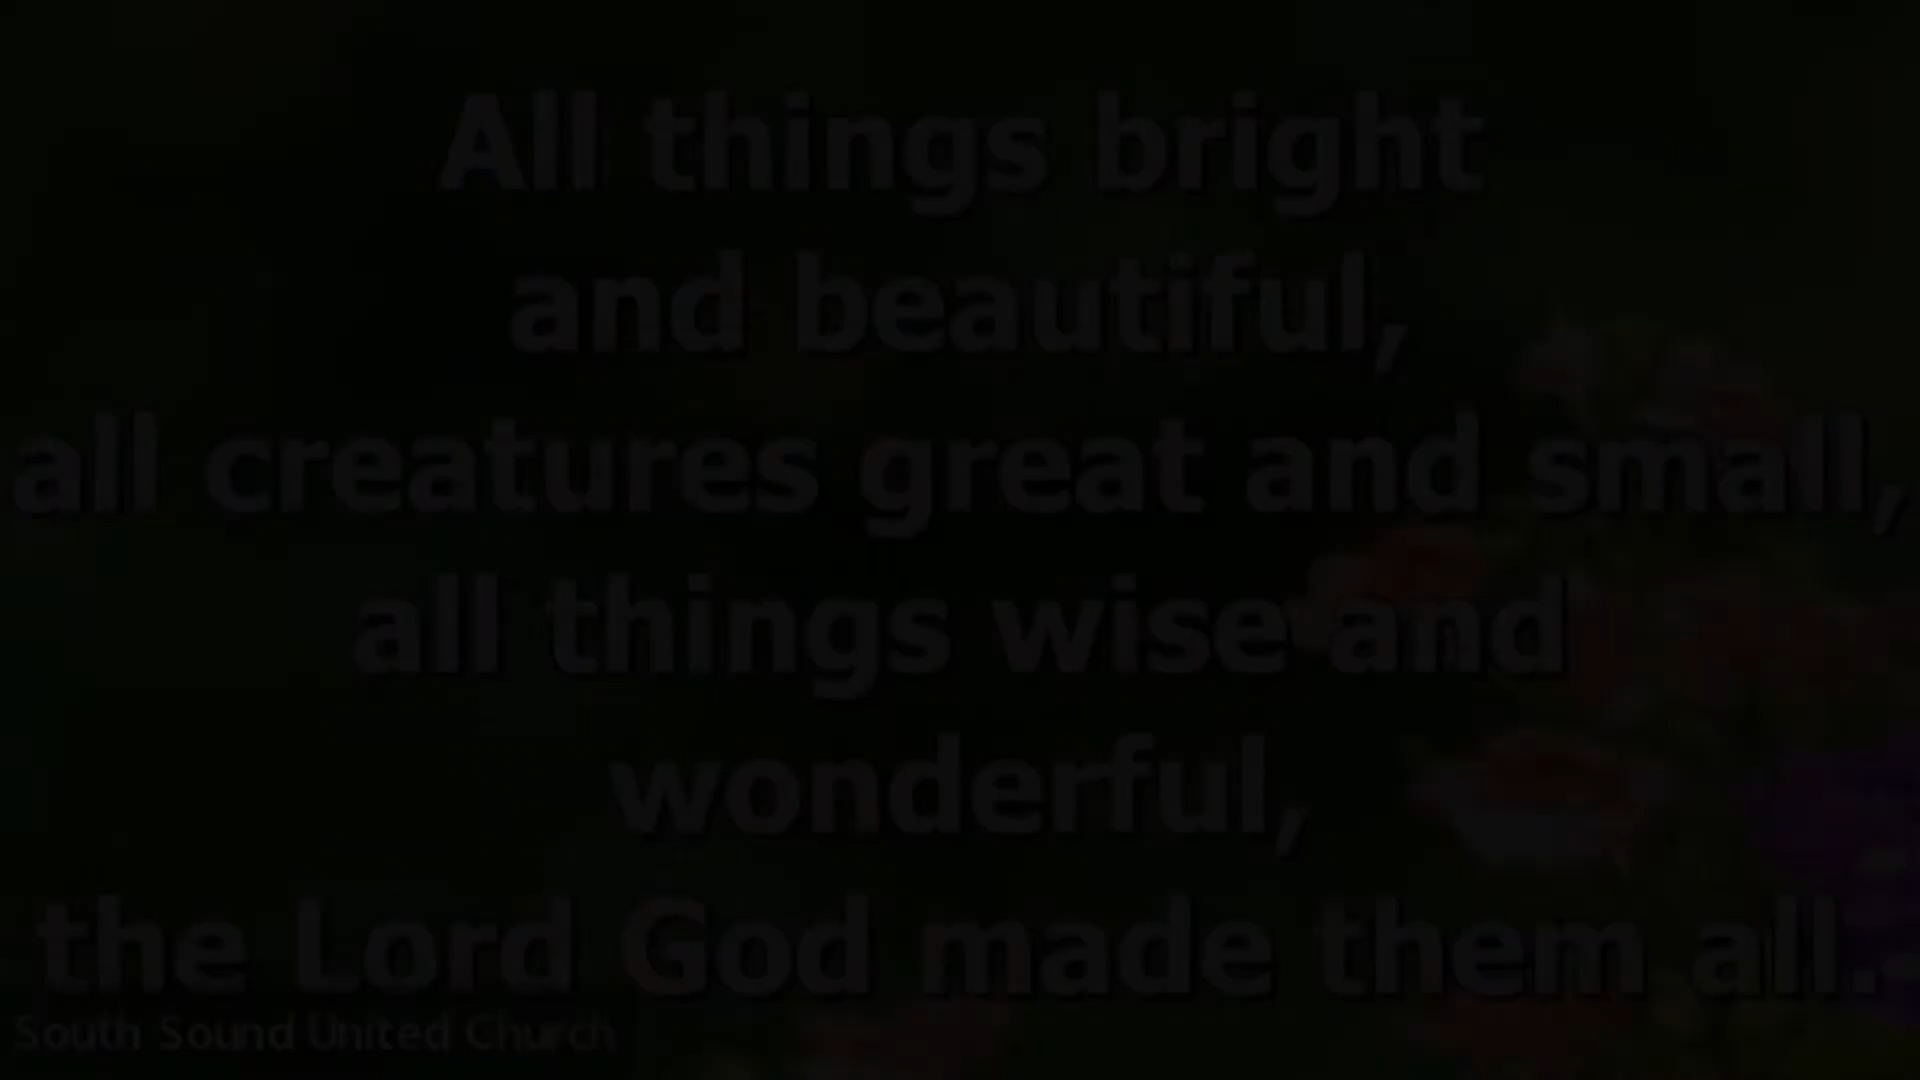 All things bright
and beautiful,
all creatures great and small,
all things wise and
wonderful,
the Lord God made them all.
South Sound United Church